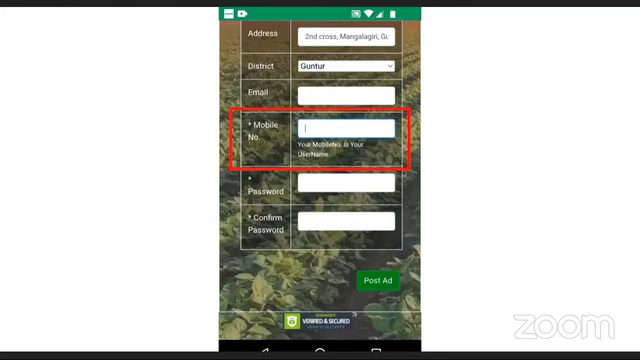 Address
2nd cross, Mangalagiri, Gu
District
Guntur
Email
* Mobile
No.
Your MobileNo. is Your
UserName
*
Password
* Confirm
Password
Post Ad
VERIFIED & SECURED
zoom